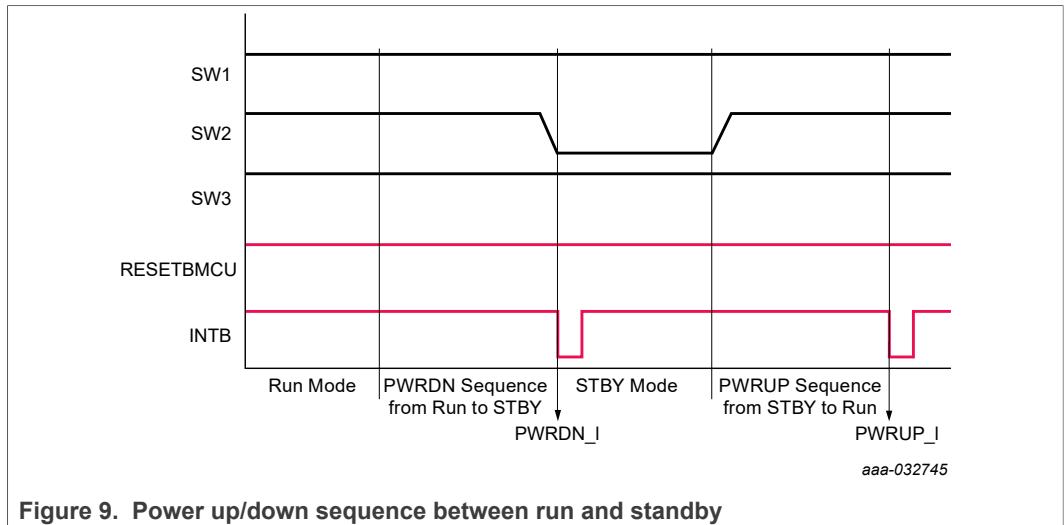 SW1
SW2
SW3
RESETBMCU
INTB
Run Mode
PWRDN Sequence
from Run to STBY
STBY Mode
PWRUP Sequence
from STBY to Run
PWRDN_I
PWRUP_I
aaa-032745
Figure 9. Power up/down sequence between run and standby